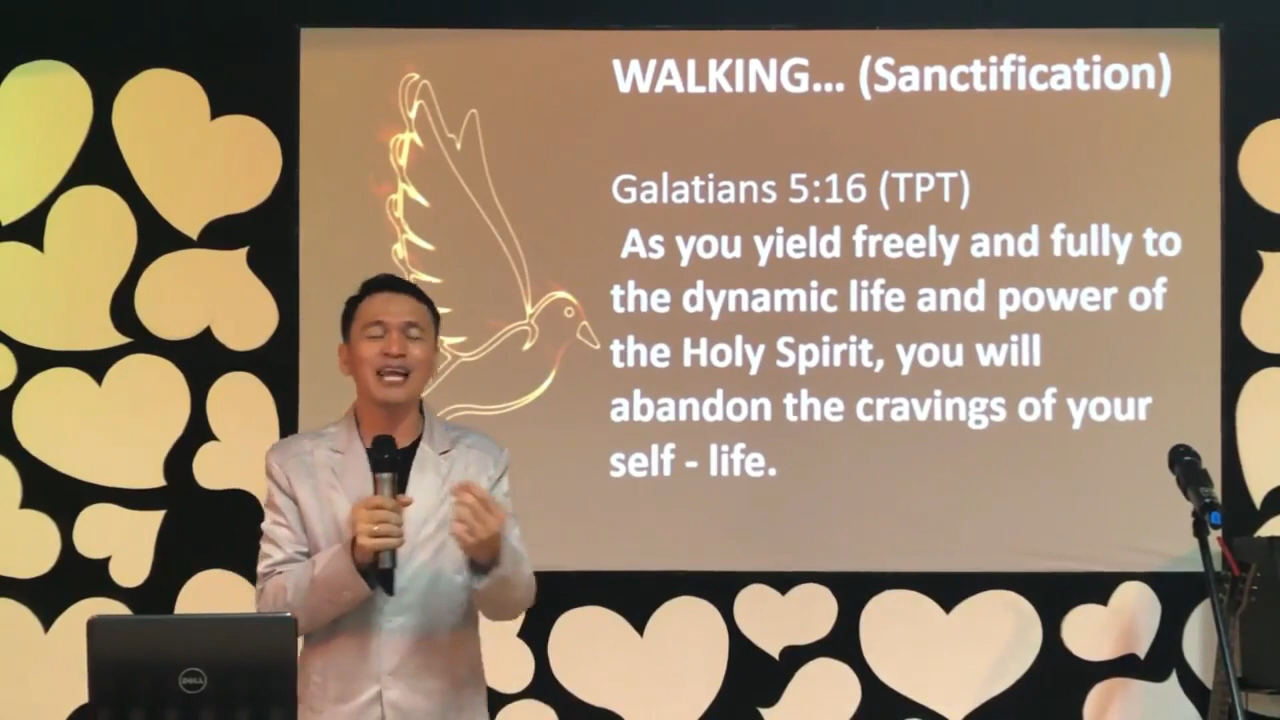 WALKING... (Sanctification)
Galatians 5:16 (TPT)
As you yield freely and fully to
the dynamic life and power of
the Holy Spirit, you will
abandon the cravings of your
self - life.
DELL